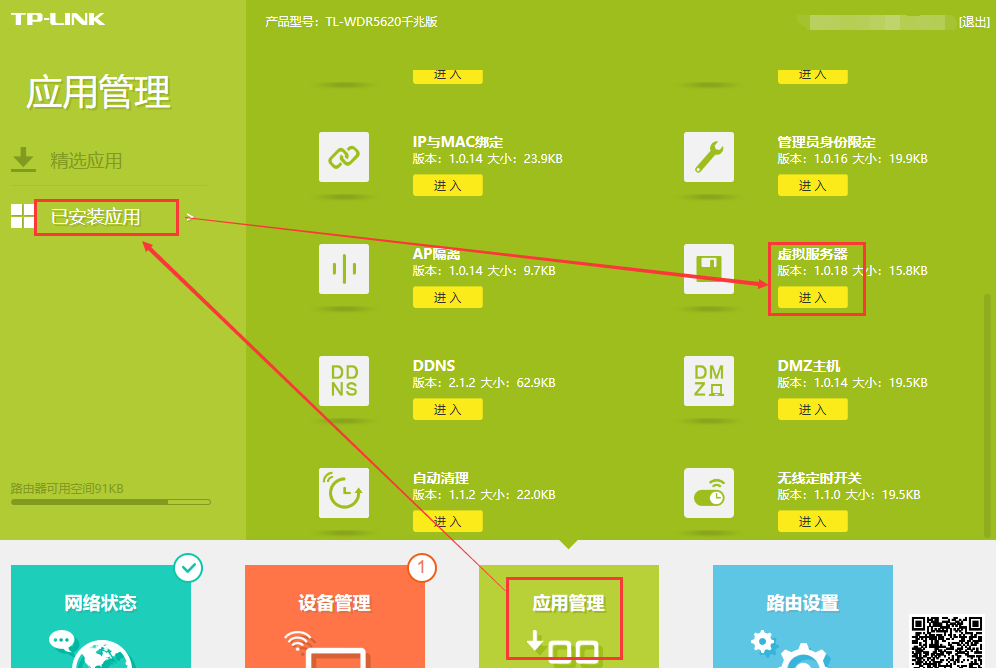 TP-LINK
产品型号：TL-WDR5620千兆版
[退出]
应用管理
精选应用
已安装应用
>
路由器可用空间91KB
进 入
进 入
IP与MAC绑定
版本：1.0.14 大小：23.9KB
进 入
管理员身份限定
版本：1.0.16 大小：19.9KB
进 入
AP隔离
版本：1.0.14 大小：9.7KB
进 入
虚拟服务器
版本：1.0.18 大小：15.8KB
进 入
DD
NS
DDNS
版本：2.1.2 大小：62.9KB
进 入
DM
Z
DMZ主机
版本：1.0.14 大小：19.5KB
进 入
自动清理
版本：1.1.2 大小：22.0KB
进 入
无线定时开关
版本：1.1.0 大小：19.5KB
进 入
网络状态
设备管理
1
应用管理
路由设置